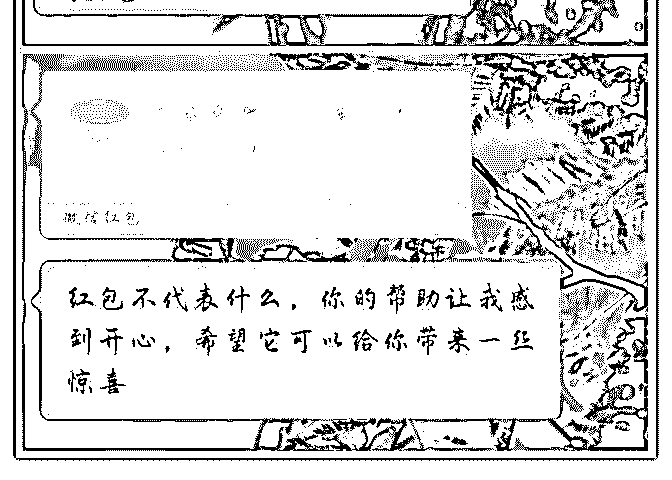 微信红包
红包不代表什么，你的帮助让我感
到开心，希望它可以给你带来一丝
惊喜